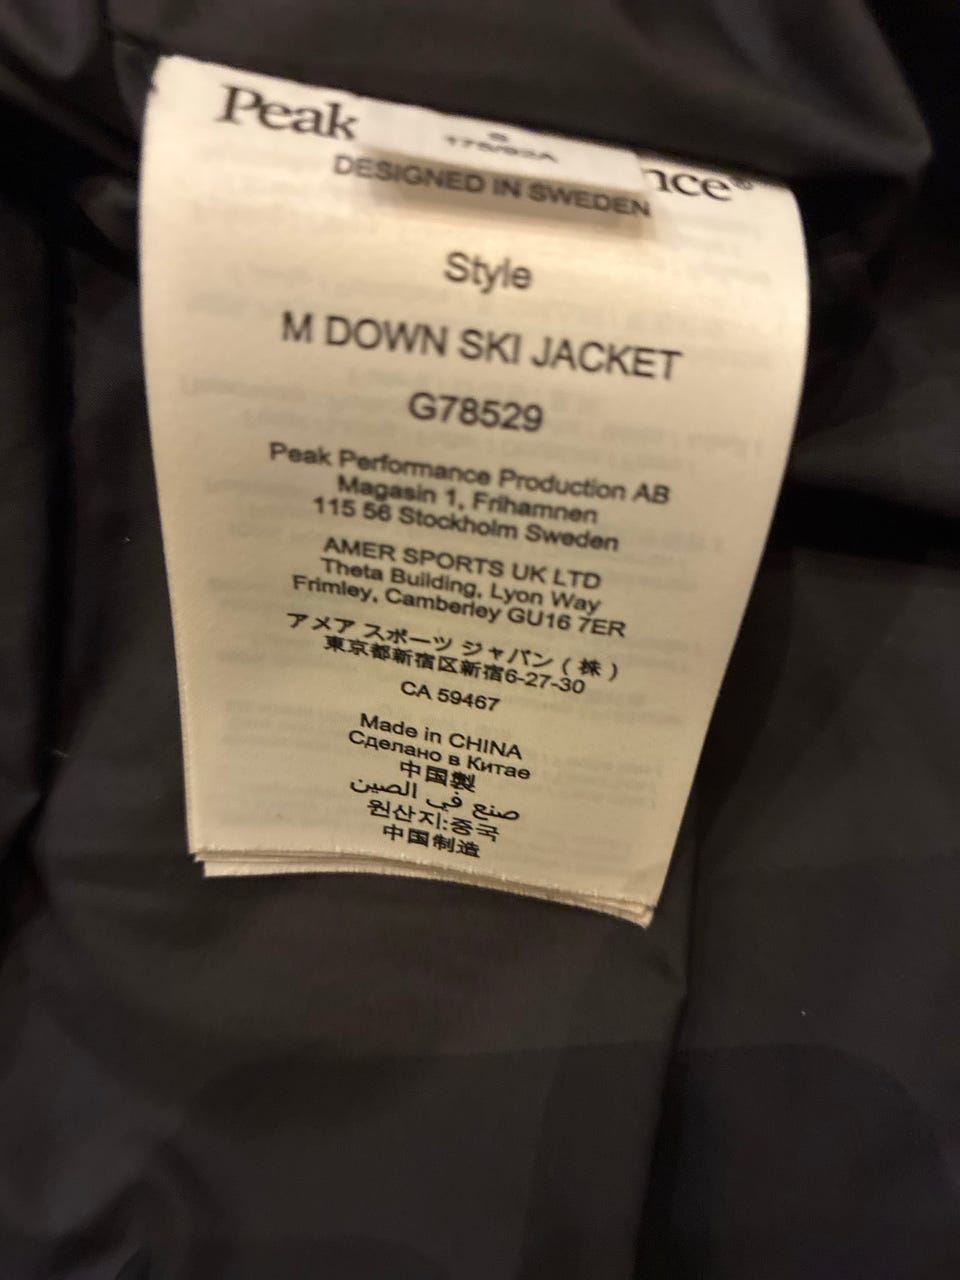 Peak
S
175/92A
nce®
DESIGNED IN SWEDEN
Style
M DOWN SKI JACKET
G78529
Peak Performance Production AB
Magasin 1, Frihamnen
115 56 Stockholm Sweden
AMER SPORTS UK LTD
Theta Building, Lyon Way
Frimley, Camberley GU16 7ER
アメア スポーツ ジャパン ( 株 )
東京都新宿区新宿6-27-30
CA 59467
Made in CHINA
Сделано в Китае
中国製
صنع في الصين
원산지:중국
中国制造